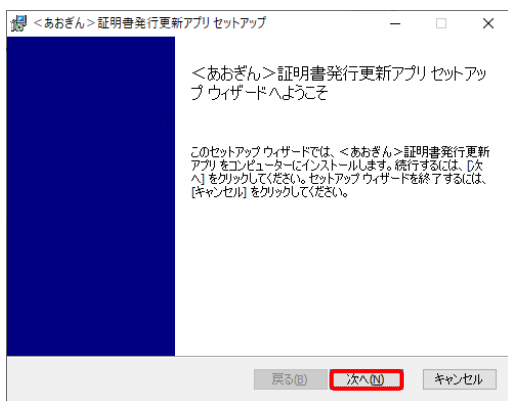 <あおぎん>証明書発行更新アプリ セットアップ
<あおぎん>証明書発行更新アプリ セットアッ
プ ウィザードへようこそ
このセットアップ ウィザードでは、<あおぎん>証明書発行更新
アプリ をコンピューターにインストールします。続行するには、[次
へ] をクリックしてください。セットアップ ウィザードを終了するには、
[キャンセル] をクリックしてください。
戻る(B) 次へ(N) キャンセル